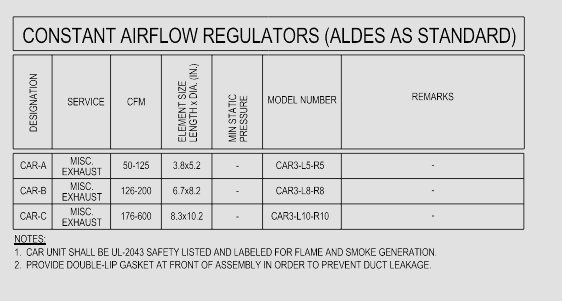 CONSTANT AIRFLOW REGULATORS (ALDES AS STANDARD)
DESIGNATION SERVICE CFM ELEMENT SIZE LENGTH x DIA. (IN.) MIN STATIC PRESSURE MODEL NUMBER REMARKS
CAR-A MISC. EXHAUST 50-125 3.8x5.2 - CAR3-L5-R5 -
CAR-B MISC. EXHAUST 126-200 6.7x8.2 - CAR3-L8-R8 -
CAR-C MISC. EXHAUST 176-600 8.3x10.2 - CAR3-L10-R10 -
NOTES:
1. CAR UNIT SHALL BE UL-2043 SAFETY LISTED AND LABELED FOR FLAME AND SMOKE GENERATION.
2. PROVIDE DOUBLE-LIP GASKET AT FRONT OF ASSEMBLY IN ORDER TO PREVENT DUCT LEAKAGE.